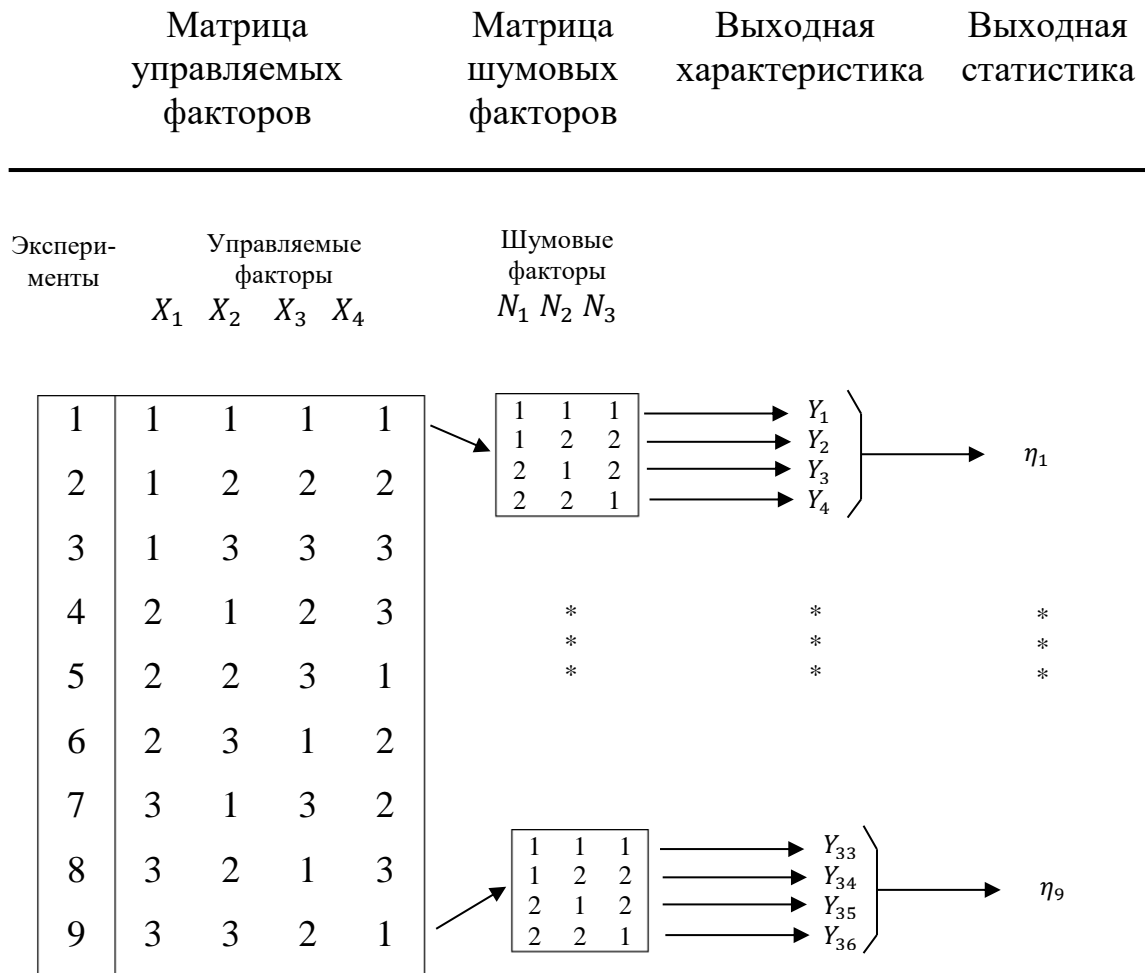 Матрица управляемых факторов
Матрица шумовых факторов
Выходная характеристика
Выходная статистика
Экспери-
менты
Управляемые
факторы
X₁ X₂ X₃ X₄
Шумовые
факторы
N₁ N₂ N₃
1 1 1 1 1
2 1 2 2 2
3 1 3 3 3
4 2 1 2 3
5 2 2 3 1
6 2 3 1 2
7 3 1 3 2
8 3 2 1 3
9 3 3 2 1
1 1 1 Y₁
1 2 2 Y₂
2 1 2 Y₃
2 2 1 Y₄
η₁
* * *
* * *
* * *
1 1 1 Y₃₃
1 2 2 Y₃₄
2 1 2 Y₃₅
2 2 1 Y₃₆
η₉